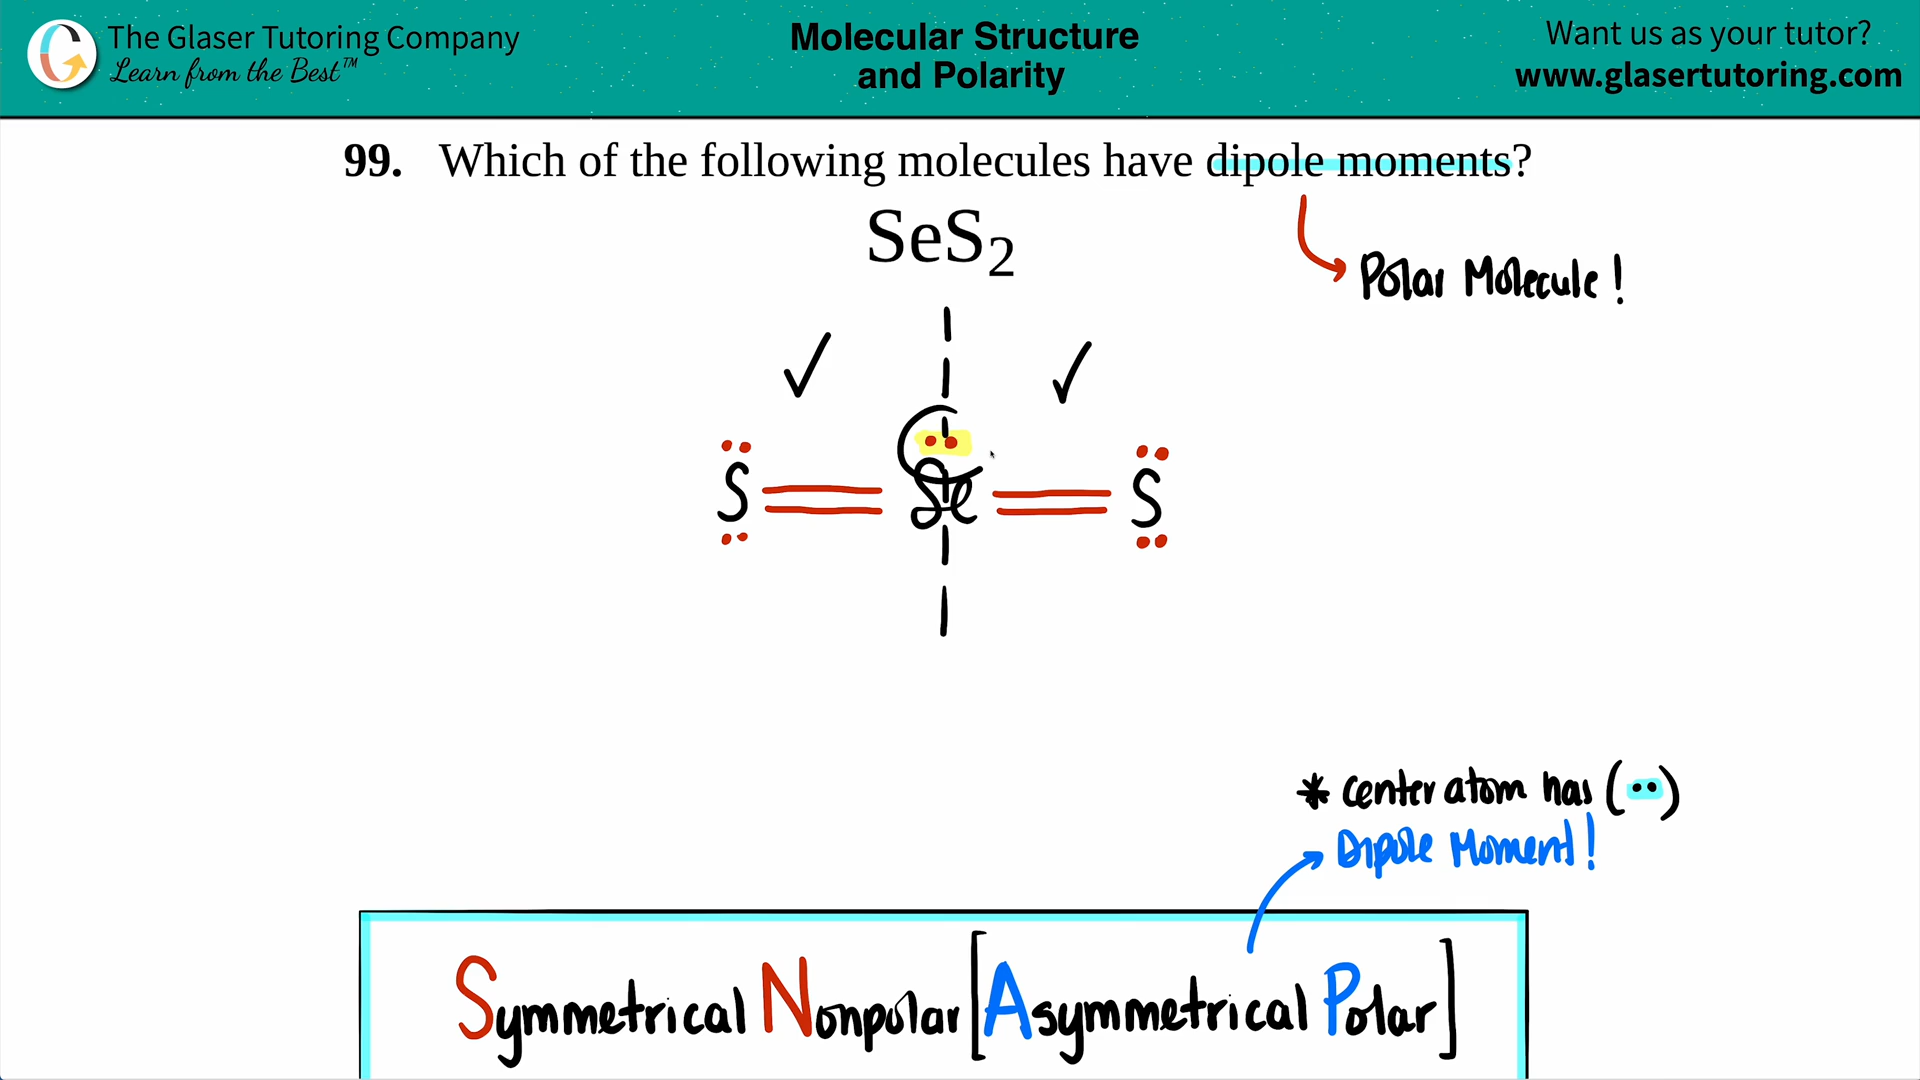 The Glaser Tutoring Company
Learn from the Best™
Molecular Structure
and Polarity
Want us as your tutor?
www.glasertutoring.com
99. Which of the following molecules have dipole moments?
SeS₂
Polar Molecule!
S Se S
* center atom has (••)
Dipole Moment!
Symmetrical Nonpolar [Asymmetrical Polar]